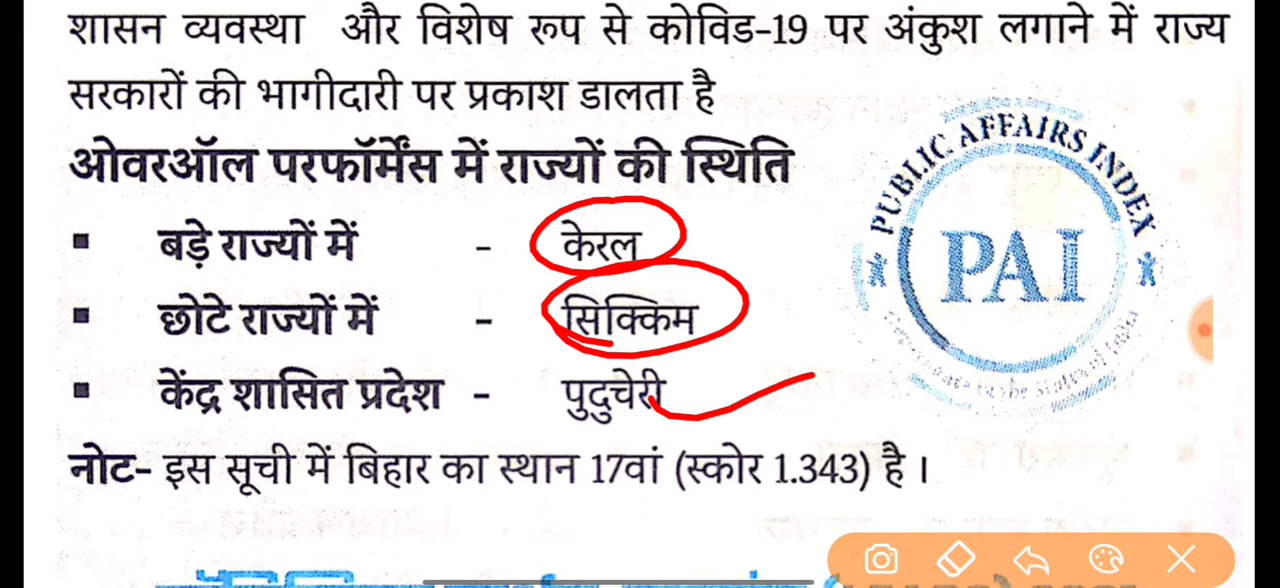 शासन व्यवस्था और विशेष रूप से कोविड-19 पर अंकुश लगाने में राज्य
सरकारों की भागीदारी पर प्रकाश डालता है
ओवरऑल परफॉर्मेंस में राज्यों की स्थिति
▪ बड़े राज्यों में - केरल
▪ छोटे राज्यों में - सिक्किम
▪ केंद्र शासित प्रदेश - पुदुचेरी
नोट- इस सूची में बिहार का स्थान 17वां (स्कोर 1.343) है ।
PUBLIC AFFAIRS INDEX
PAI